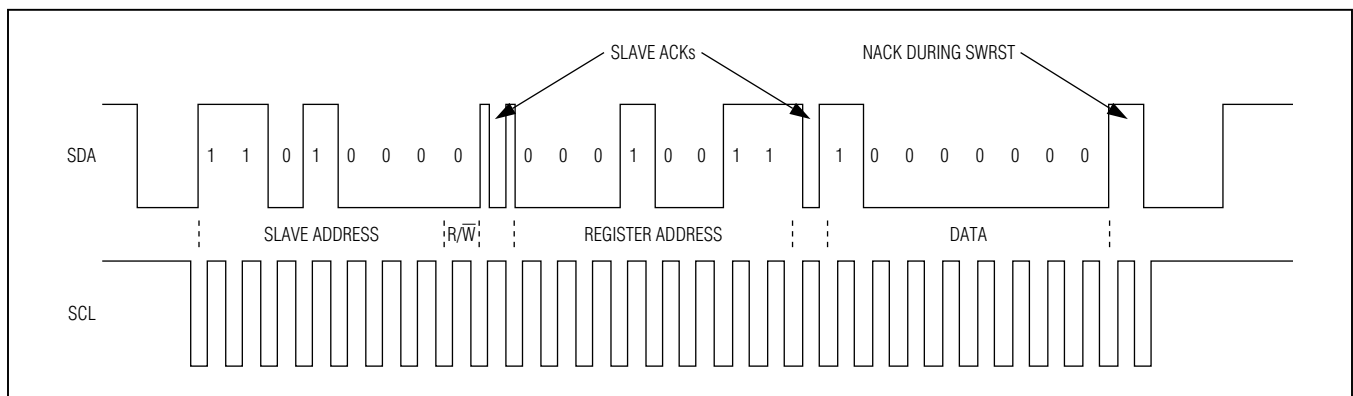 SLAVE ACKs NACK DURING SWRST
SDA 1 1 0 1 0 0 0 0 0 0 0 1 0 0 1 1 1 0 0 0 0 0 0 0
SLAVE ADDRESS R/W̅ REGISTER ADDRESS DATA
SCL